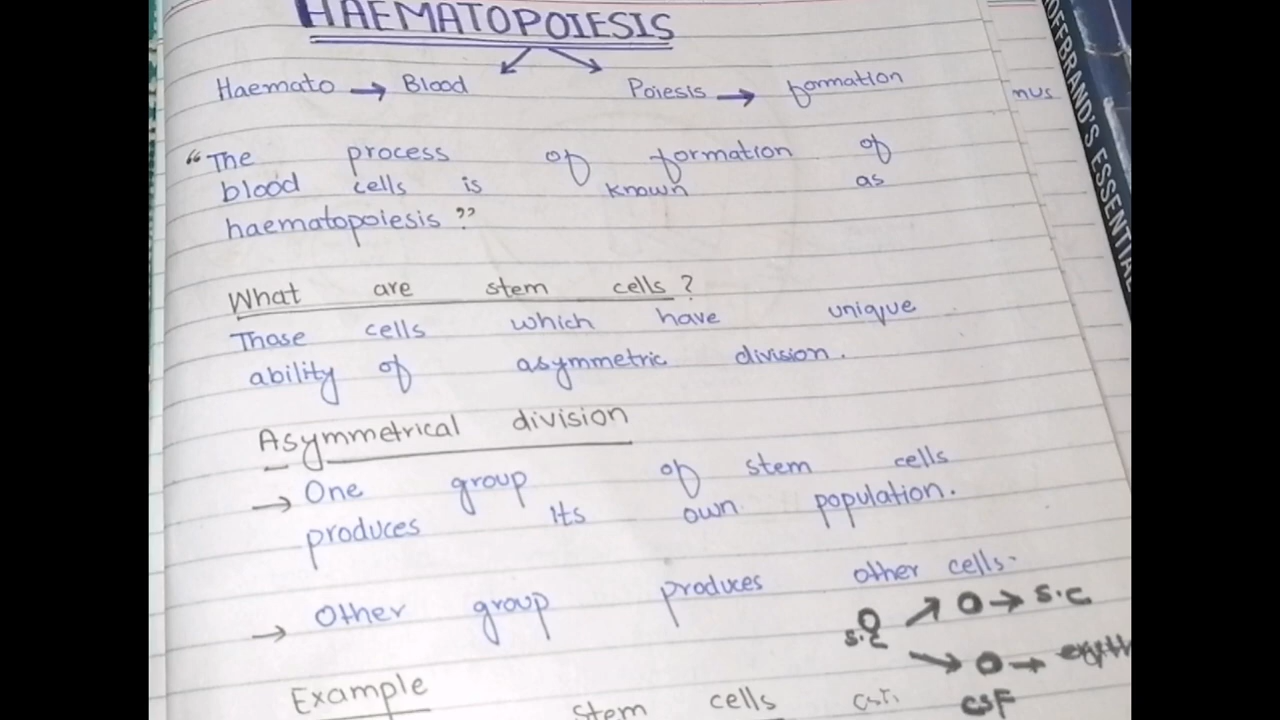 HAEMATOPOIESIS
Haemato → Blood Poiesis → formation
nus
OFFBRAND'S ESSENTIAL
“The process of formation of
blood cells is known as
haematopoiesis”
What are stem cells?
Those cells which have unique
ability of asymmetric division.
Asymmetrical division
→ One group of stem cells
produces its own population.
→ Other group produces other cells.
s.c → s.c
→
Example
Stem cells
CSF